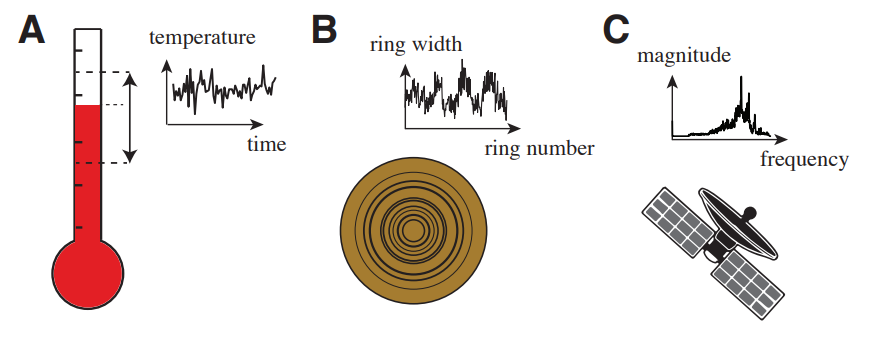 A
temperature
time
B
ring width
ring number
C
magnitude
frequency